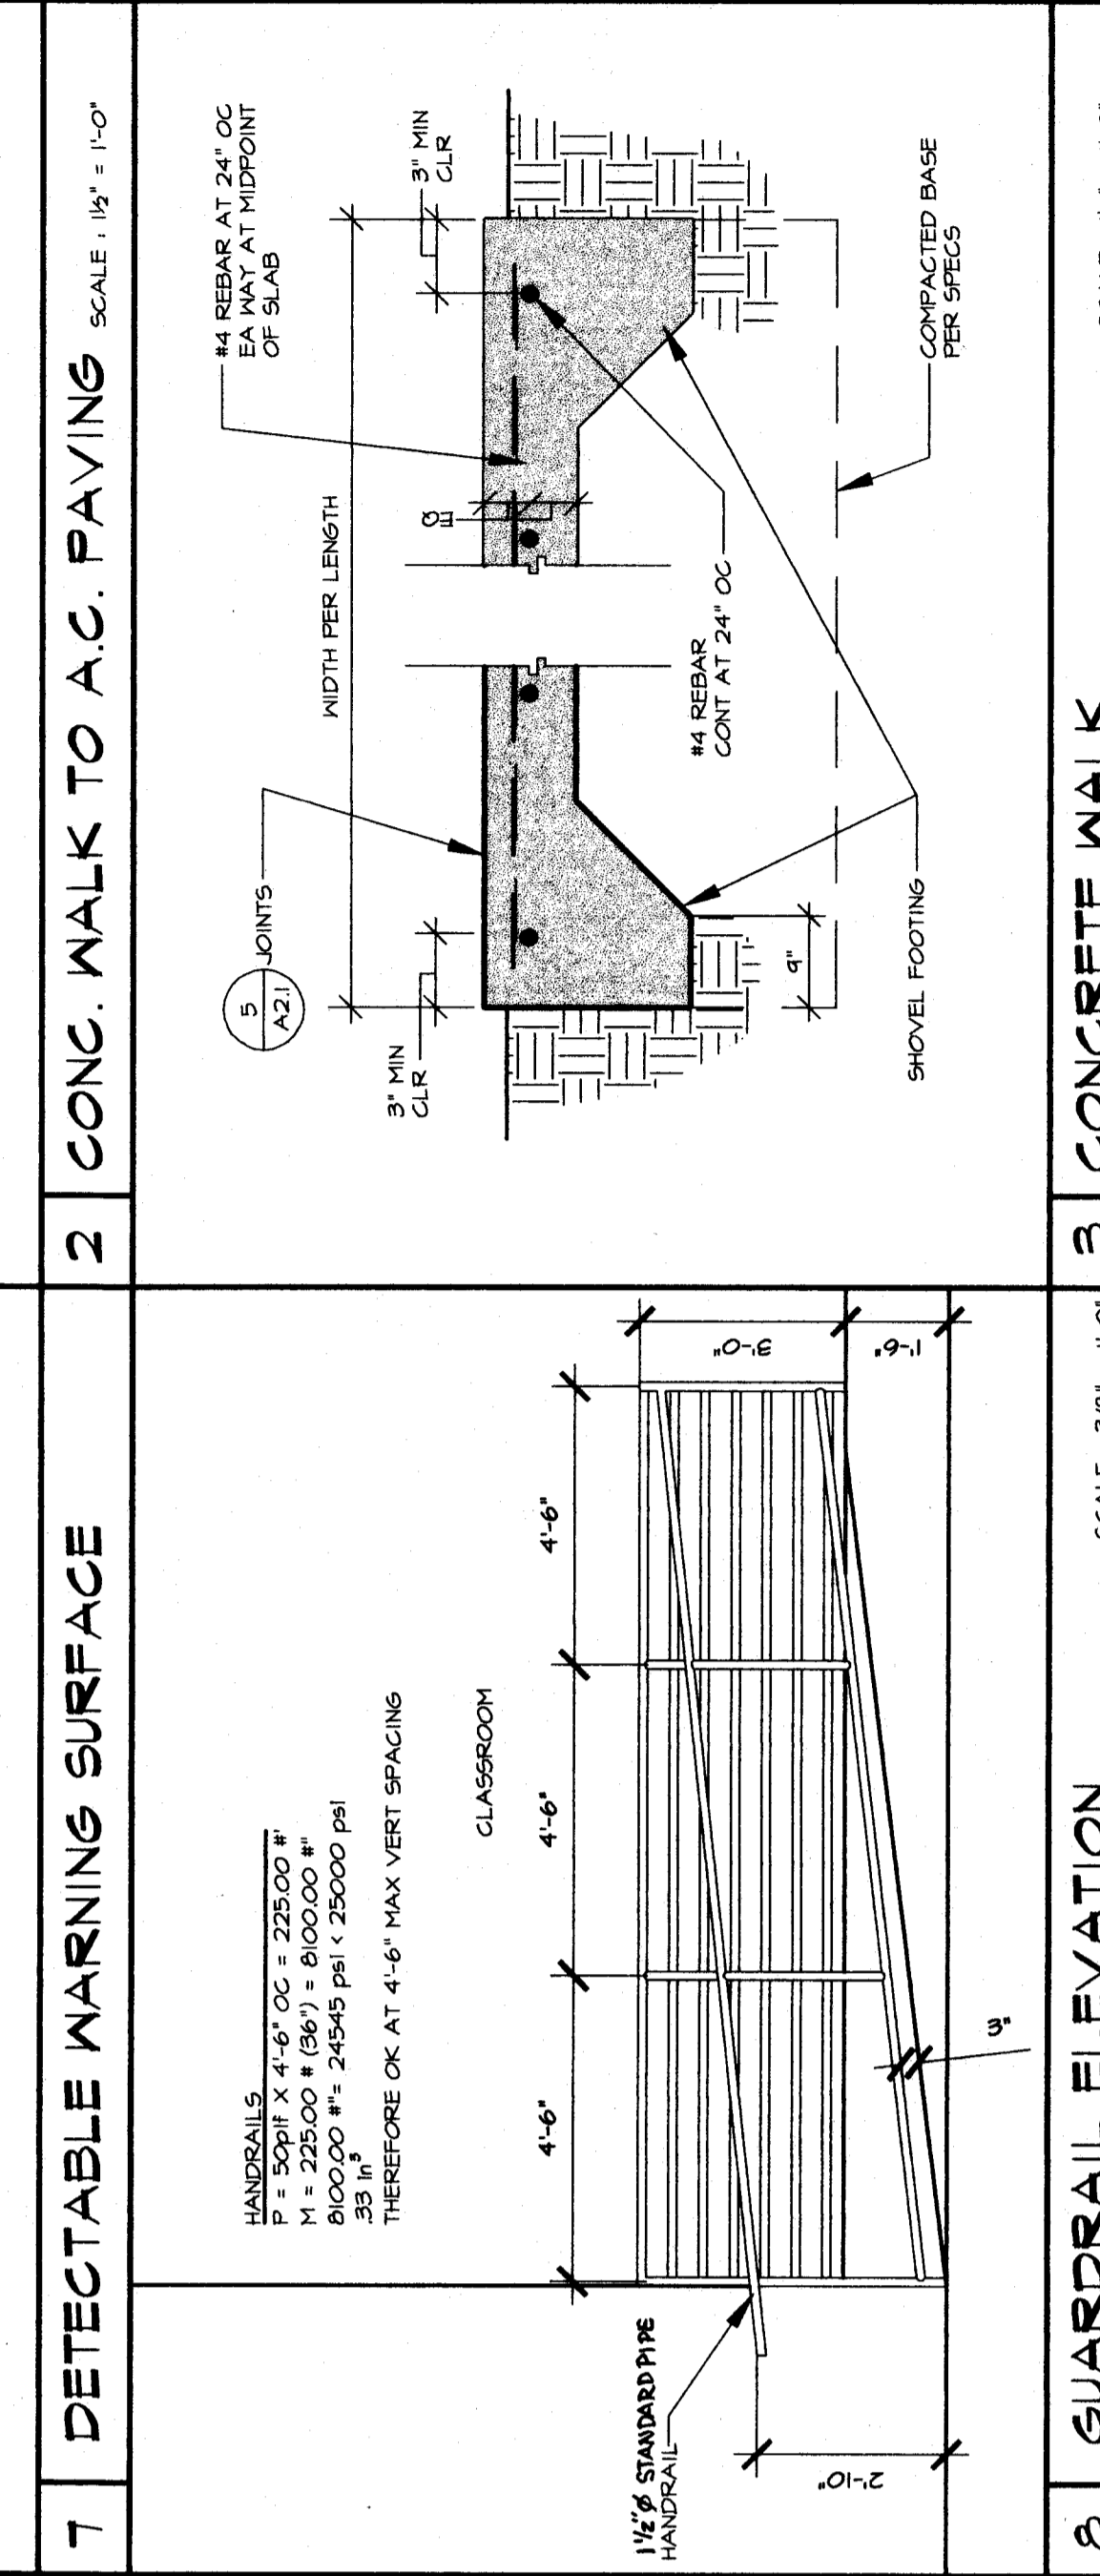 7 DETECTABLE WARNING SURFACE
2 CONC. WALK TO A.C. PAVING SCALE : 1½" = 1'-0"
HANDRAILS
P = 50plf X 4'-6" OC = 225.00 #'
M = 225.00 # (36") = 8100.00 #"
8100.00 #"= 24545 psi < 25000 psi
.33 in³
THEREFORE OK AT 4'-6" MAX VERT SPACING
CLASSROOM
4'-6"
4'-6"
4'-6"
3'-0"
1'-6"
1½"Ø STANDARD PIPE
HANDRAIL
2'-10"
3"
8 GUARDRAIL ELEVATION
#4 REBAR AT 24" OC
EA WAY AT MIDPOINT
OF SLAB
5
A2.1
JOINTS
WIDTH PER LENGTH
3" MIN
CLR
3" MIN
CLR
EQ
#4 REBAR
CONT AT 24" OC
9"
SHOVEL FOOTING
COMPACTED BASE
PER SPECS
3 CONCRETE WALK